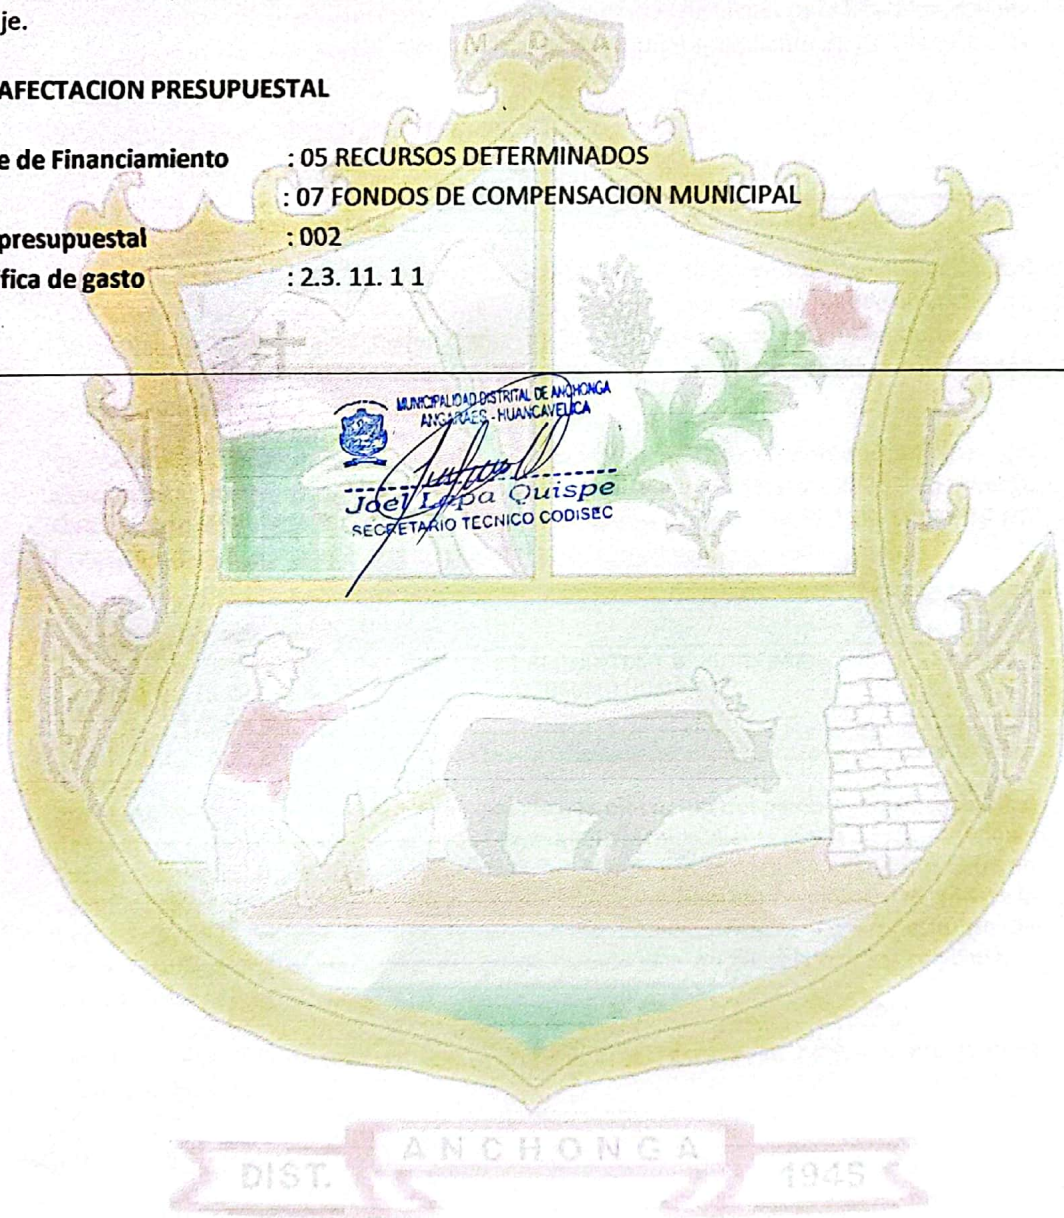 je.
AFECTACION PRESUPUESTAL
e de Financiamiento : 05 RECURSOS DETERMINADOS
: 07 FONDOS DE COMPENSACION MUNICIPAL
presupuestal : 002
fica de gasto : 2.3. 11. 1 1
MUNICIPALIDAD DISTRITAL DE ANCHONGA
ANGARAES - HUANCAVELICA
Joel Lopa Quispe
SECRETARIO TECNICO CODISEC
M D A
ANCHONGA
DIST. 1945